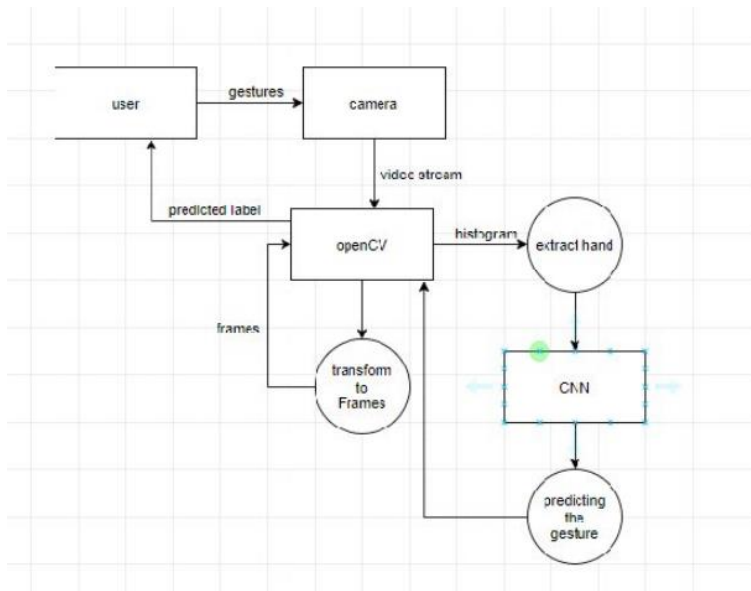 user
gestures
camera
video stream
predicted label
openCV
histogram
extract hand
frames
transform
to
Frames
CNN
predicting
the
gesture